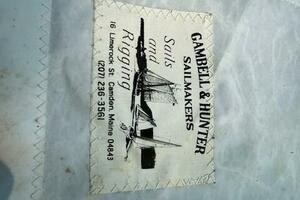 GAMBELL & HUNTER
SAILMAKERS
Sails
and
Rigging
16 Limerock St. Camden, Maine 04843
(207) 236-3561